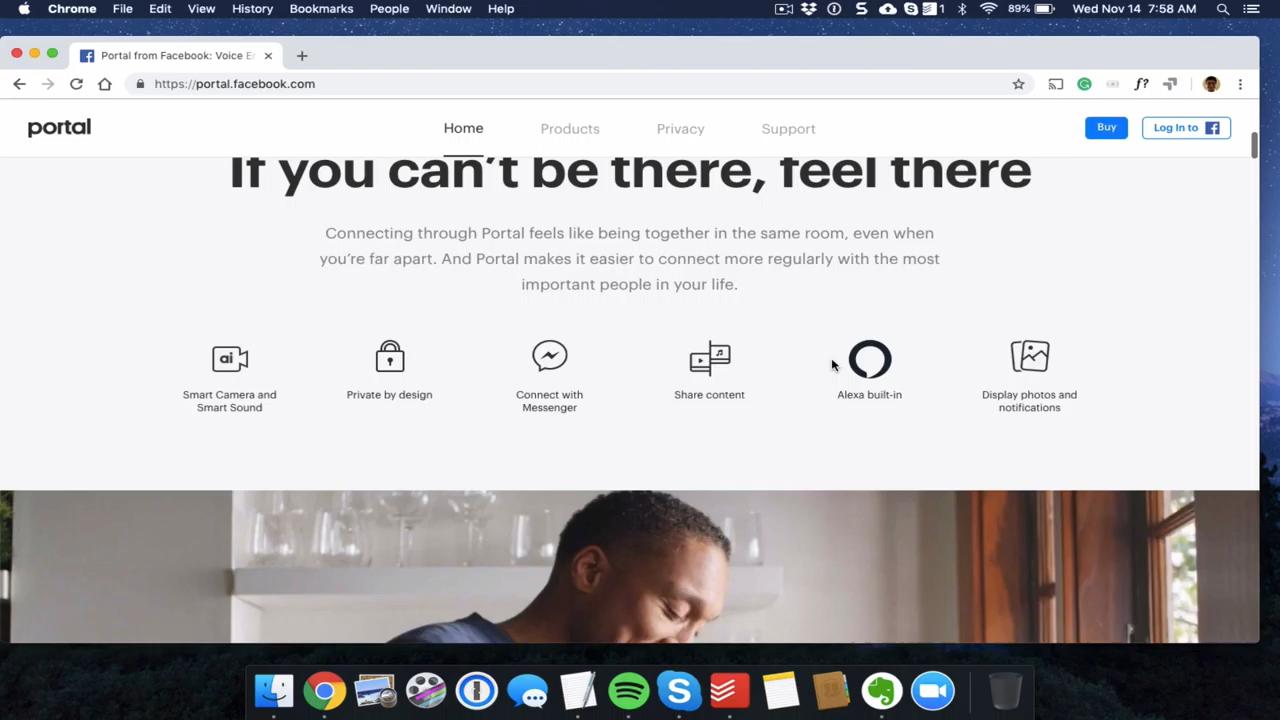 Chrome File Edit View History Bookmarks People Window Help 1 89% Wed Nov 14 7:58 AM
Portal from Facebook: Voice E
https://portal.facebook.com
f?
portal Home Products Privacy Support Buy Log In to
If you can't be there, feel there
Connecting through Portal feels like being together in the same room, even when
you're far apart. And Portal makes it easier to connect more regularly with the most
important people in your life.
ai
Smart Camera and
Smart Sound
Private by design
Connect with
Messenger
Share content
Alexa built-in
Display photos and
notifications